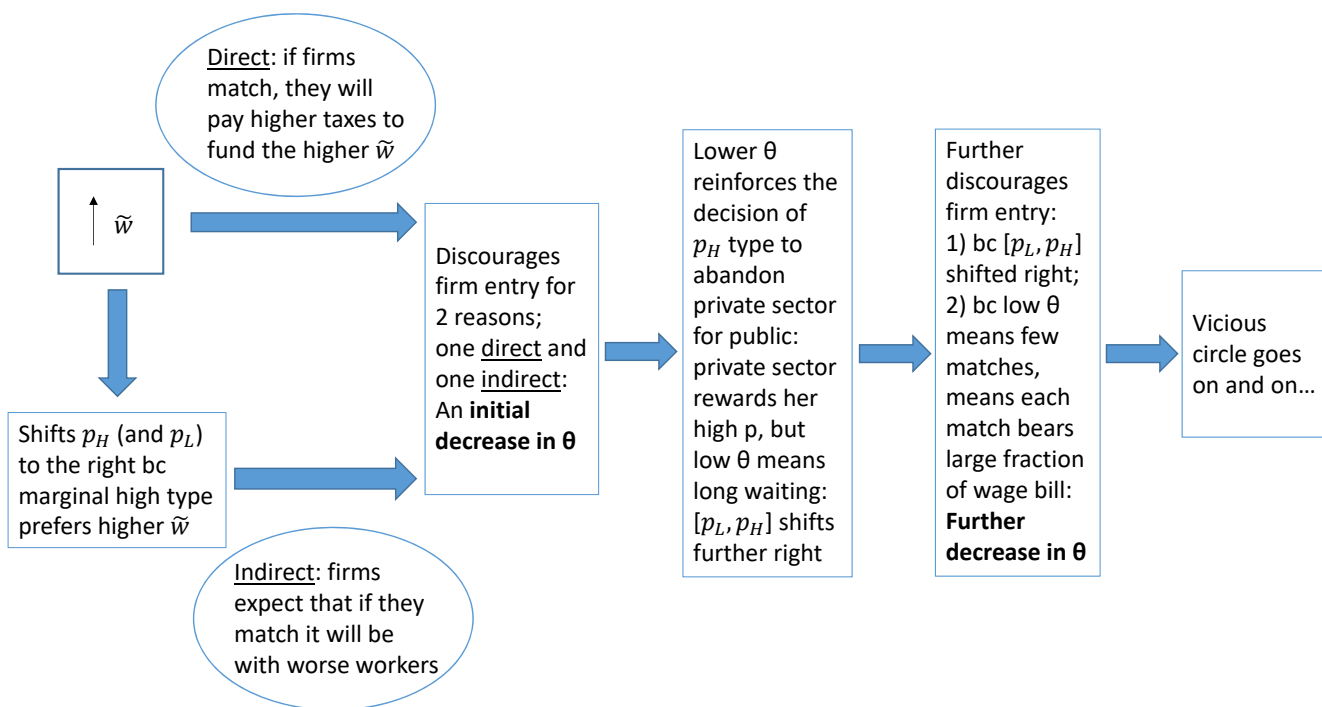 Direct: if firms
match, they will
pay higher taxes to
fund the higher w̃
↑ w̃
Shifts p_H (and p_L)
to the right bc
marginal high type
prefers higher w̃
Indirect: firms
expect that if they
match it will be
with worse workers
Discourages
firm entry for
2 reasons;
one direct and
one indirect:
An initial
decrease in θ
Lower θ
reinforces the
decision of
p_H type to
abandon
private sector
for public:
private sector
rewards her
high p, but
low θ means
long waiting:
[p_L, p_H] shifts
further right
Further
discourages
firm entry:
1) bc [p_L, p_H]
shifted right;
2) bc low θ
means few
matches,
means each
match bears
large fraction
of wage bill:
Further
decrease in θ
Vicious
circle goes
on and on…